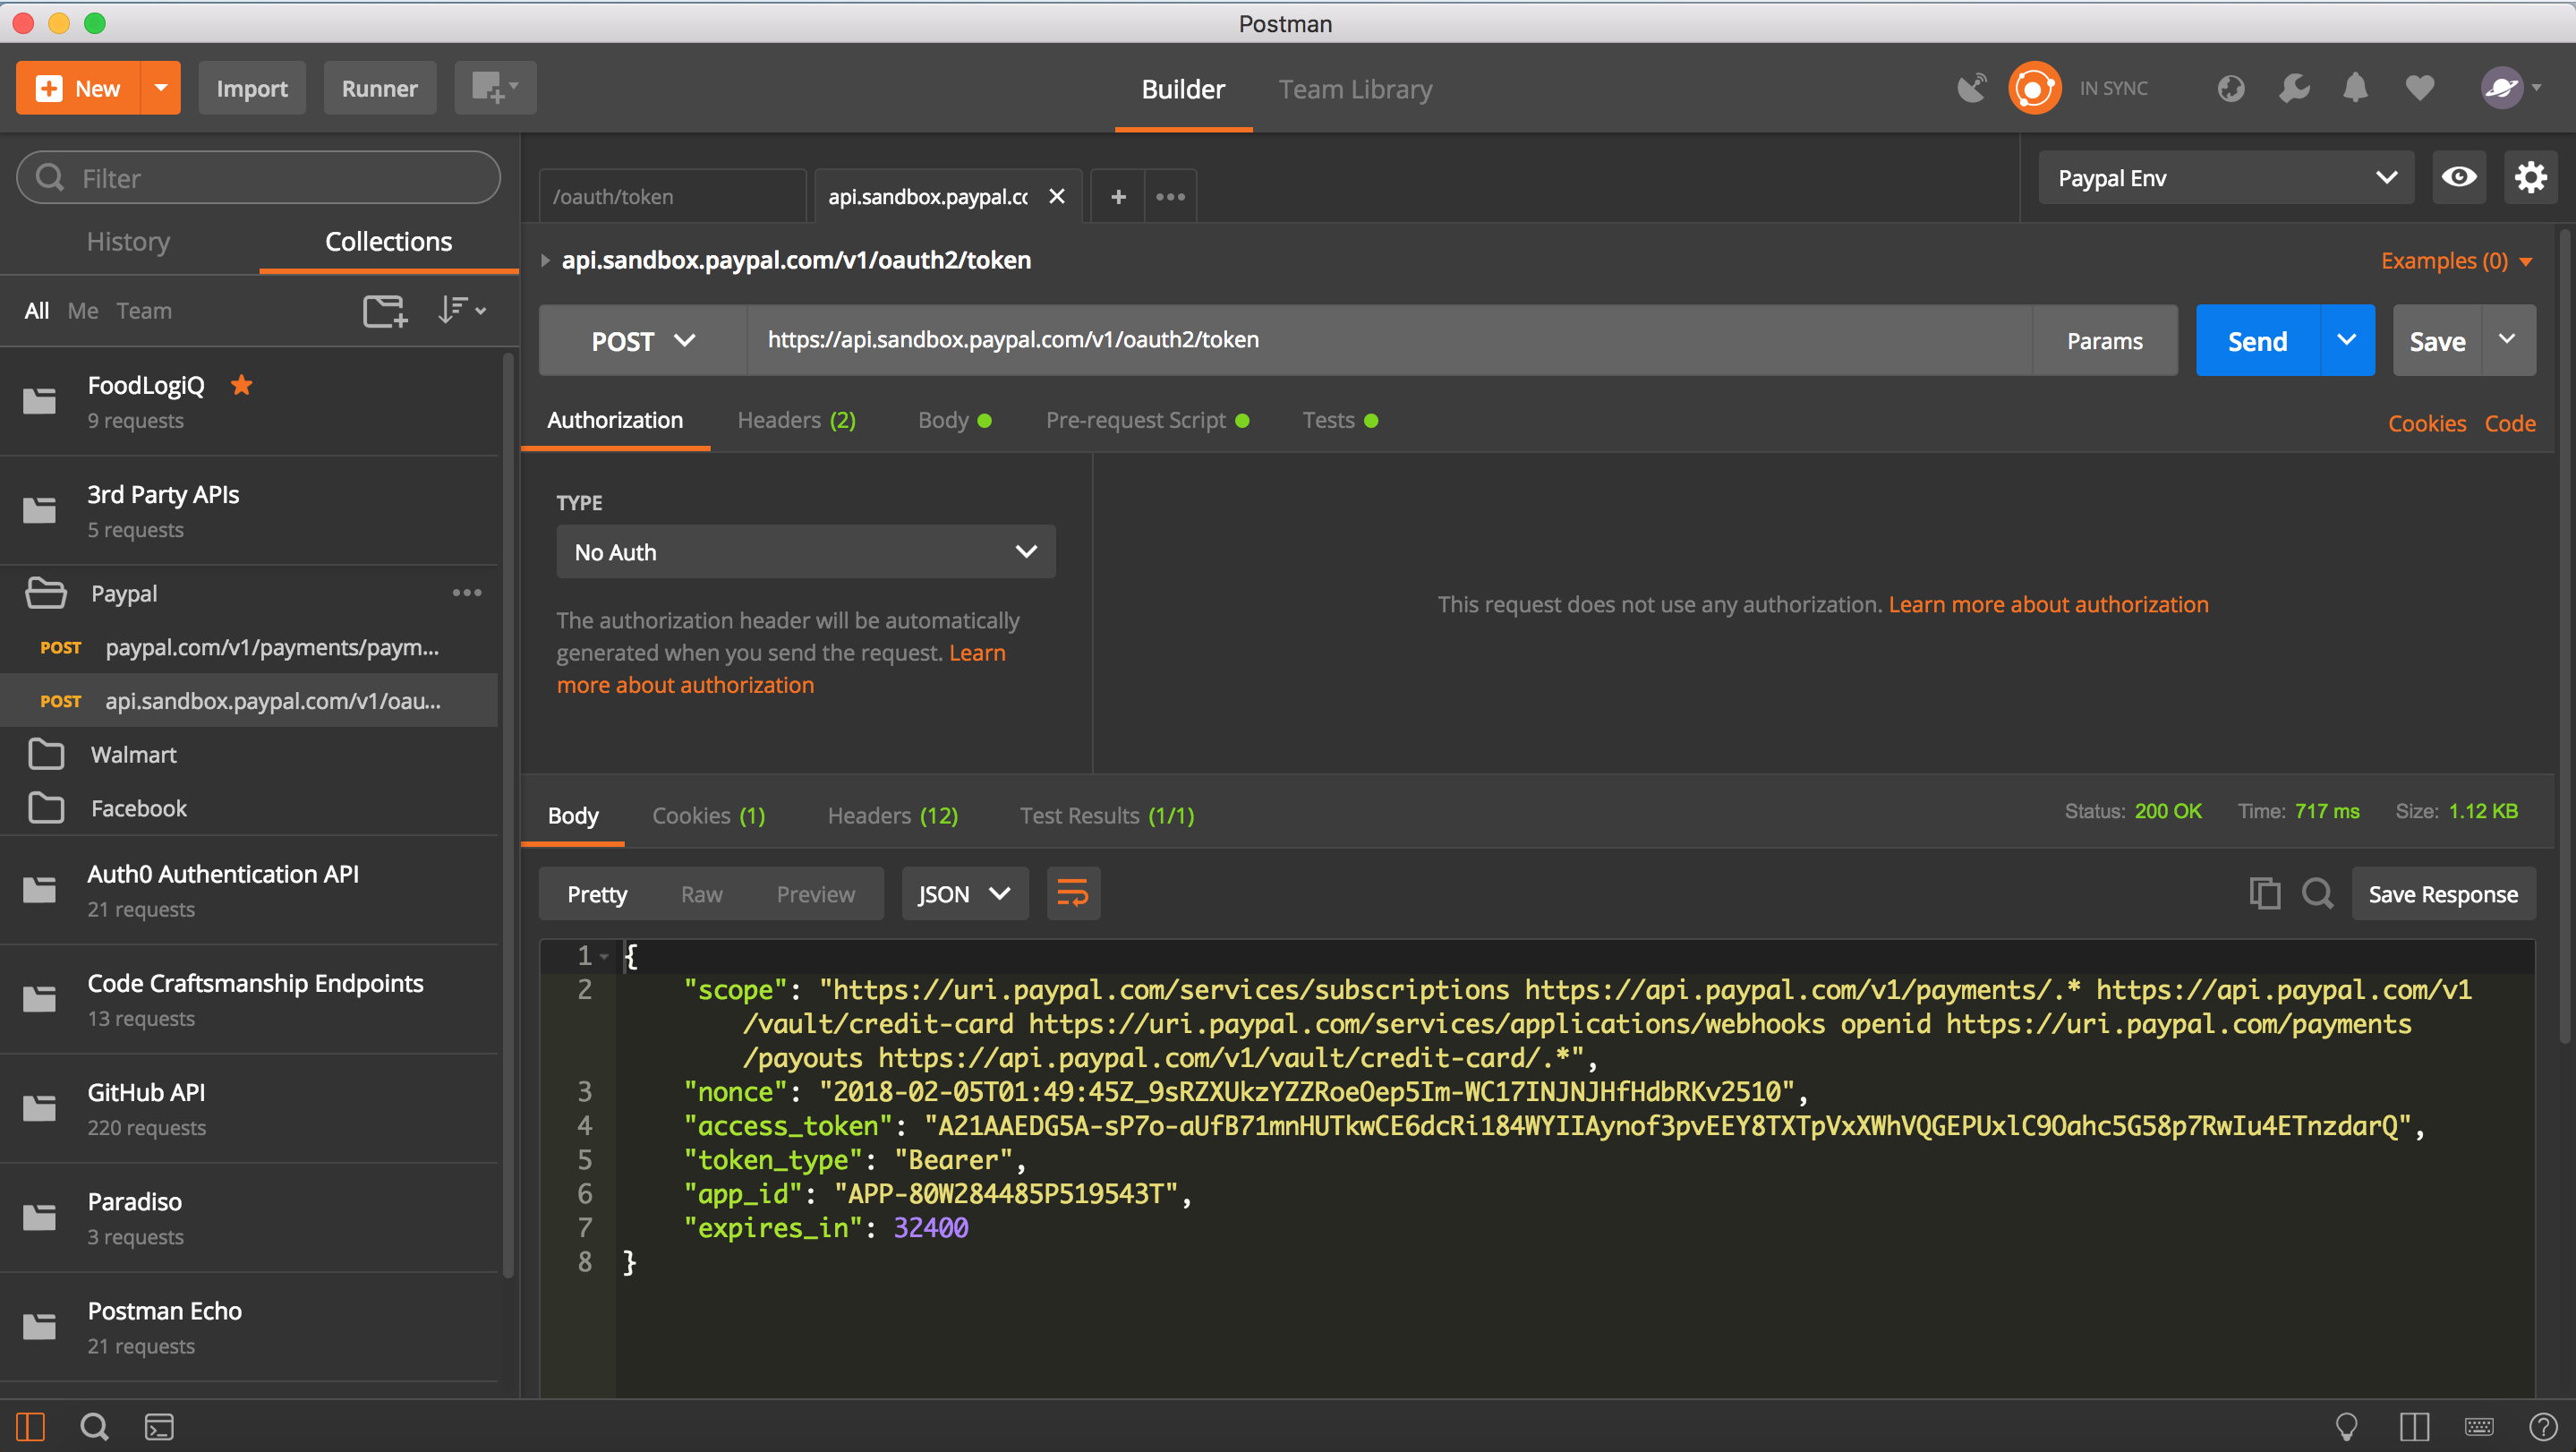 Postman
New
Import
Runner
Builder
Team Library
IN SYNC
Filter
History
Collections
All
Me
Team
FoodLogiQ
9 requests
3rd Party APIs
5 requests
Paypal
POST paypal.com/v1/payments/paym...
POST api.sandbox.paypal.com/v1/oau...
Walmart
Facebook
Auth0 Authentication API
21 requests
Code Craftsmanship Endpoints
13 requests
GitHub API
220 requests
Paradiso
3 requests
Postman Echo
21 requests
/oauth/token
api.sandbox.paypal.cc
Paypal Env
api.sandbox.paypal.com/v1/oauth2/token
Examples (0)
POST
https://api.sandbox.paypal.com/v1/oauth2/token
Params
Send
Save
Authorization
Headers (2)
Body
Pre-request Script
Tests
Cookies
Code
TYPE
No Auth
The authorization header will be automatically
generated when you send the request. Learn
more about authorization
This request does not use any authorization. Learn more about authorization
Body
Cookies (1)
Headers (12)
Test Results (1/1)
Status: 200 OK
Time: 717 ms
Size: 1.12 KB
Pretty
Raw
Preview
JSON
Save Response
1 {
2 "scope": "https://uri.paypal.com/services/subscriptions https://api.paypal.com/v1/payments/.* https://api.paypal.com/v1
/vault/credit-card https://uri.paypal.com/services/applications/webhooks openid https://uri.paypal.com/payments
/payouts https://api.paypal.com/v1/vault/credit-card/.*",
3 "nonce": "2018-02-05T01:49:45Z_9sRZXUkzYZZRoeOep5Im-WC17INJNJHfHdbRKv2510",
4 "access_token": "A21AAEDG5A-sP7o-aUfB71mnHUTkwCE6dcRi184WYIIAynof3pvEEY8TXTpVxXWhVQGEPUxlC9Oahc5G58p7RwIu4ETnzdarQ",
5 "token_type": "Bearer",
6 "app_id": "APP-80W284485P519543T",
7 "expires_in": 32400
8 }